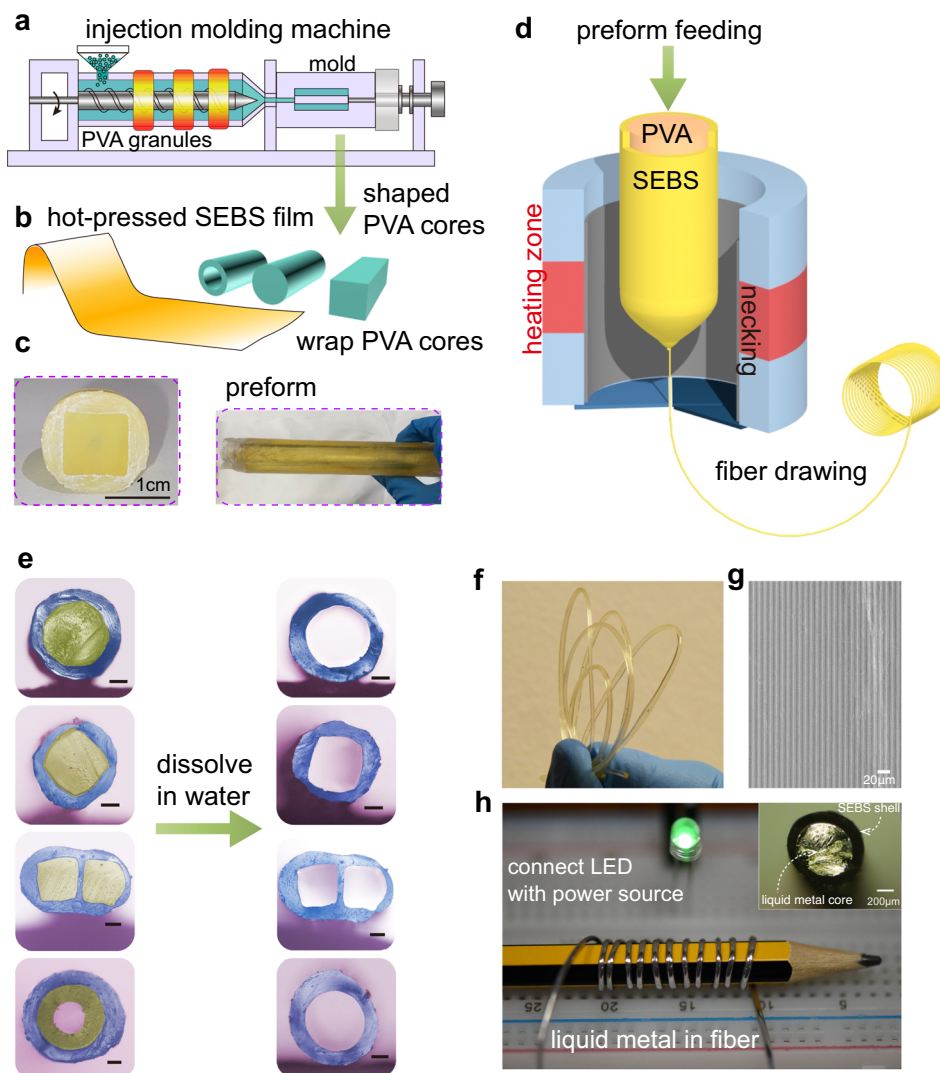 a
injection molding machine
mold
PVA granules
shaped
PVA cores
b
hot-pressed SEBS film
wrap PVA cores
c
preform
1cm
d
preform feeding
PVA
SEBS
heating zone
necking
fiber drawing
e
dissolve
in water
f
g
20μm
h
connect LED
with power source
SEBS shell
liquid metal core
200μm
25
20
15
10
5
liquid metal in fiber